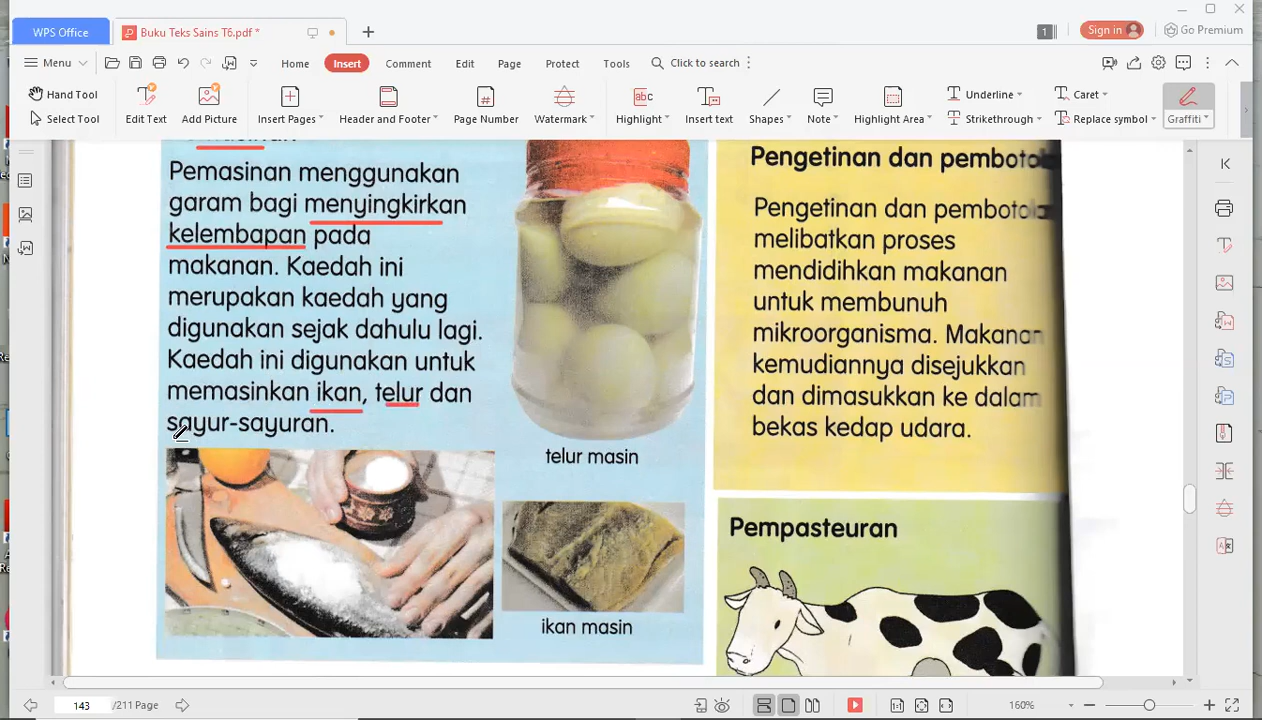 WPS Office
Buku Teks Sains T6.pdf *
1
Sign in
Go Premium
Menu
Home
Insert
Comment
Edit
Page
Protect
Tools
Click to search
Hand Tool
Select Tool
Edit Text
Add Picture
Insert Pages
Header and Footer
Page Number
Watermark
Highlight
Insert text
Shapes
Note
Highlight Area
Underline
Strikethrough
Caret
Replace symbol
Graffiti
Pemasinan menggunakan
garam bagi menyingkirkan
kelembapan pada
makanan. Kaedah ini
merupakan kaedah yang
digunakan sejak dahulu lagi.
Kaedah ini digunakan untuk
memasinkan ikan, telur dan
sayur-sayuran.
telur masin
ikan masin
Pengetinan dan
Pengetinan dan
melibatkan proses
mendidihkan makanan
untuk membunuh
mikroorganisma. Makanan
kemudiannya disejukkan
dan dimasukkan ke dalam
bekas kedap udara.
Pempasteuran
143 /211 Page
160%